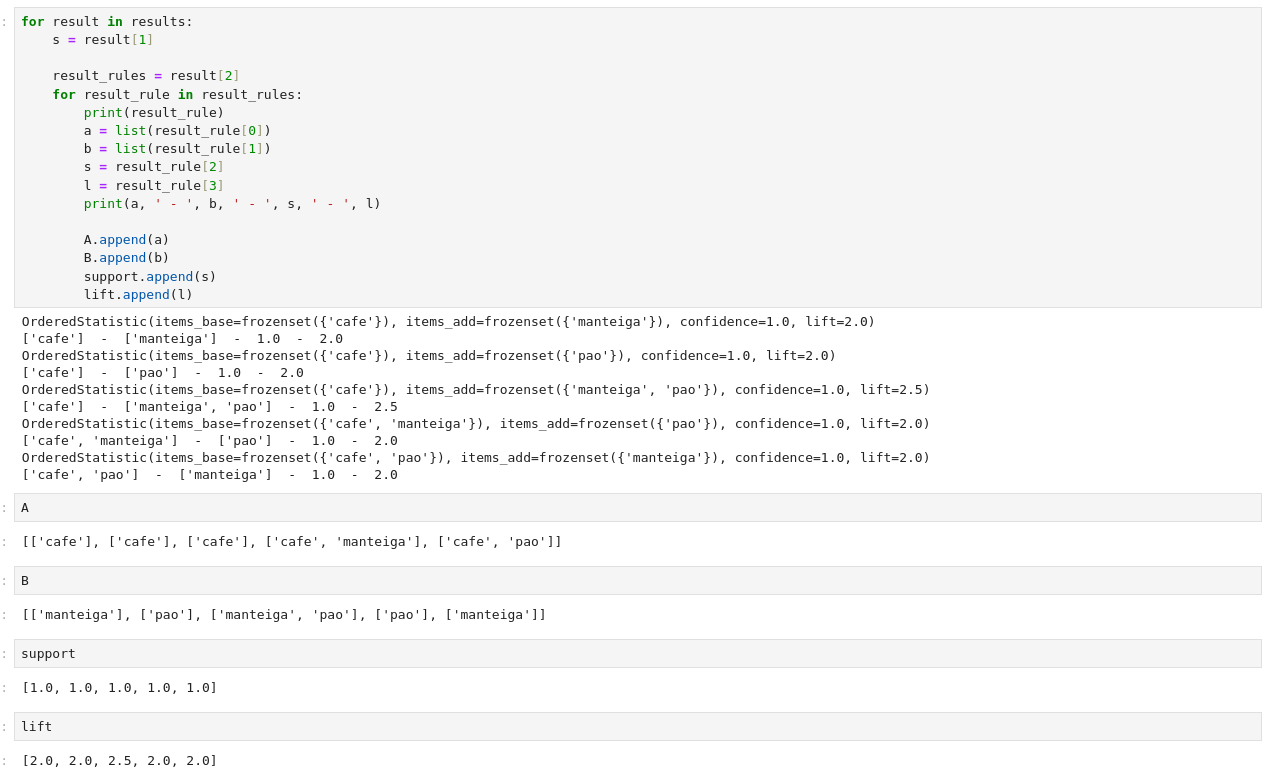 : for result in results:
    s = result[1]

    result_rules = result[2]
    for result_rule in result_rules:
        print(result_rule)
        a = list(result_rule[0])
        b = list(result_rule[1])
        s = result_rule[2]
        l = result_rule[3]
        print(a, ' - ', b, ' - ', s, ' - ', l)

        A.append(a)
        B.append(b)
        support.append(s)
        lift.append(l)
OrderedStatistic(items_base=frozenset({'cafe'}), items_add=frozenset({'manteiga'}), confidence=1.0, lift=2.0)
['cafe']  -  ['manteiga']  -  1.0  -  2.0
OrderedStatistic(items_base=frozenset({'cafe'}), items_add=frozenset({'pao'}), confidence=1.0, lift=2.0)
['cafe']  -  ['pao']  -  1.0  -  2.0
OrderedStatistic(items_base=frozenset({'cafe'}), items_add=frozenset({'manteiga', 'pao'}), confidence=1.0, lift=2.5)
['cafe']  -  ['manteiga', 'pao']  -  1.0  -  2.5
OrderedStatistic(items_base=frozenset({'cafe', 'manteiga'}), items_add=frozenset({'pao'}), confidence=1.0, lift=2.0)
['cafe', 'manteiga']  -  ['pao']  -  1.0  -  2.0
OrderedStatistic(items_base=frozenset({'cafe', 'pao'}), items_add=frozenset({'manteiga'}), confidence=1.0, lift=2.0)
['cafe', 'pao']  -  ['manteiga']  -  1.0  -  2.0
: A
: [['cafe'], ['cafe'], ['cafe'], ['cafe', 'manteiga'], ['cafe', 'pao']]
: B
: [['manteiga'], ['pao'], ['manteiga', 'pao'], ['pao'], ['manteiga']]
: support
: [1.0, 1.0, 1.0, 1.0, 1.0]
: lift
: [2.0, 2.0, 2.5, 2.0, 2.0]